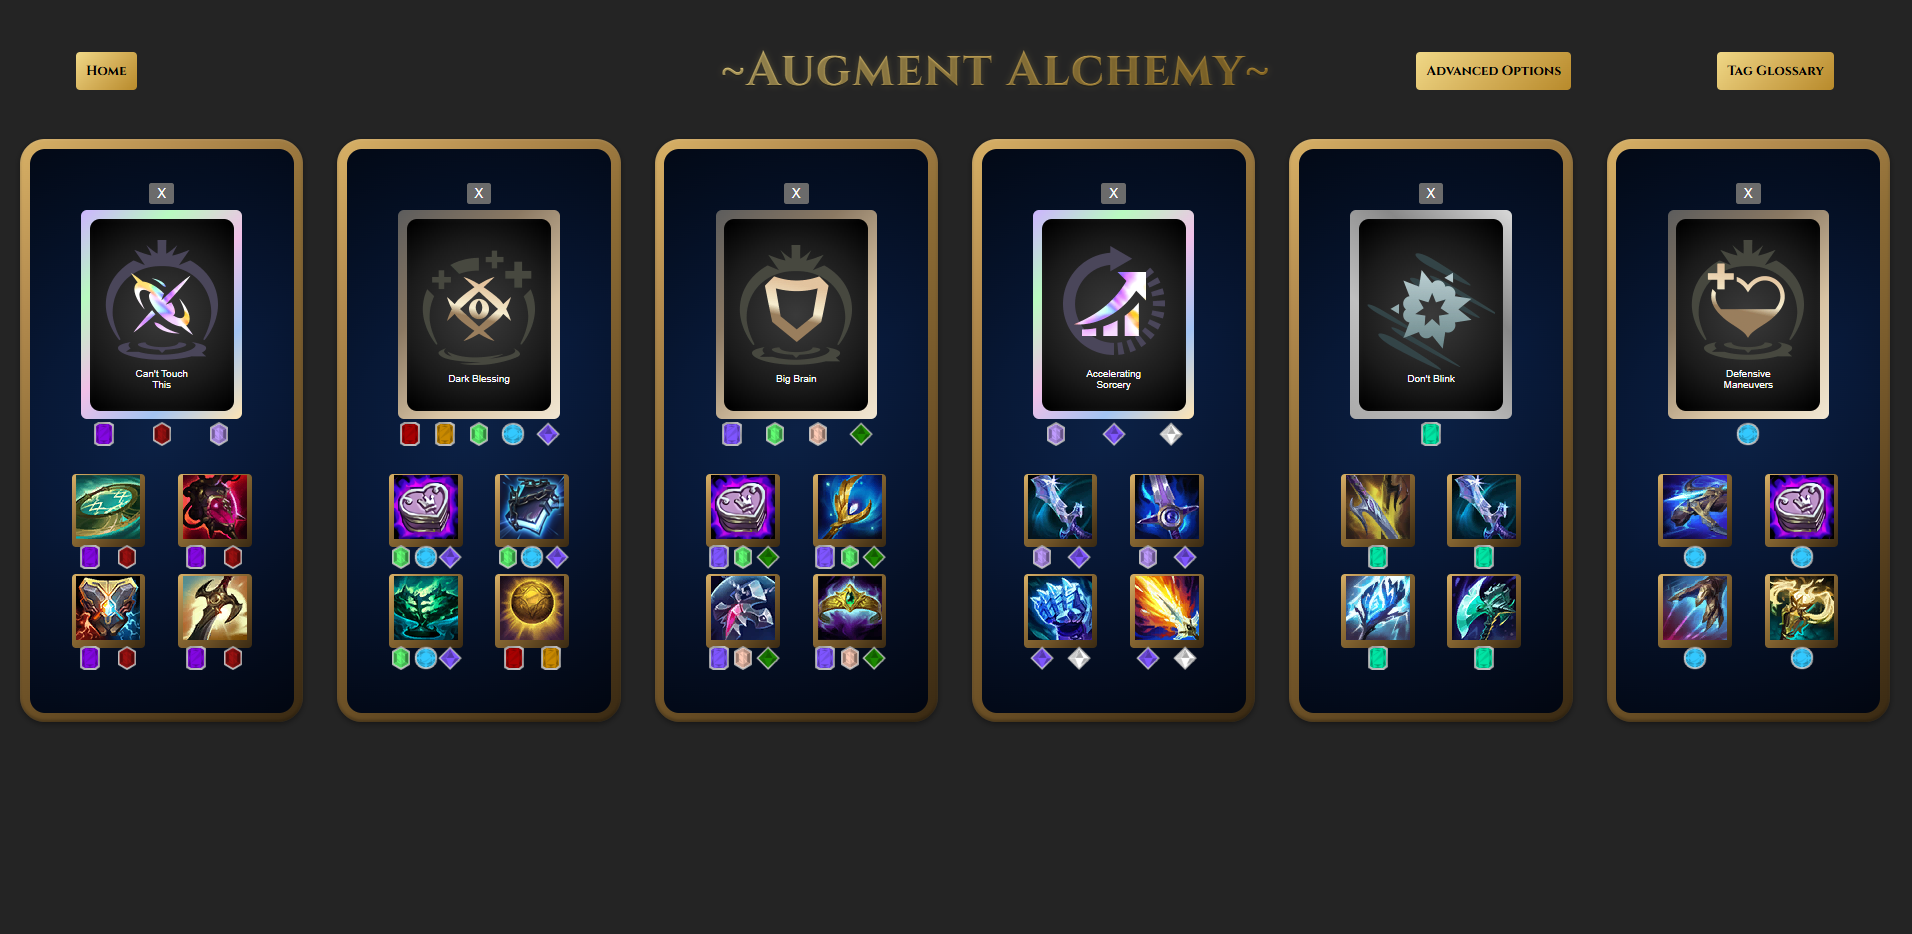 Home
~Augment Alchemy~
Advanced Options
Tag Glossary
X
X
X
X
X
X
Can't Touch
This
Dark Blessing
Big Brain
Accelerating
Sorcery
Don't Blink
Defensive
Maneuvers